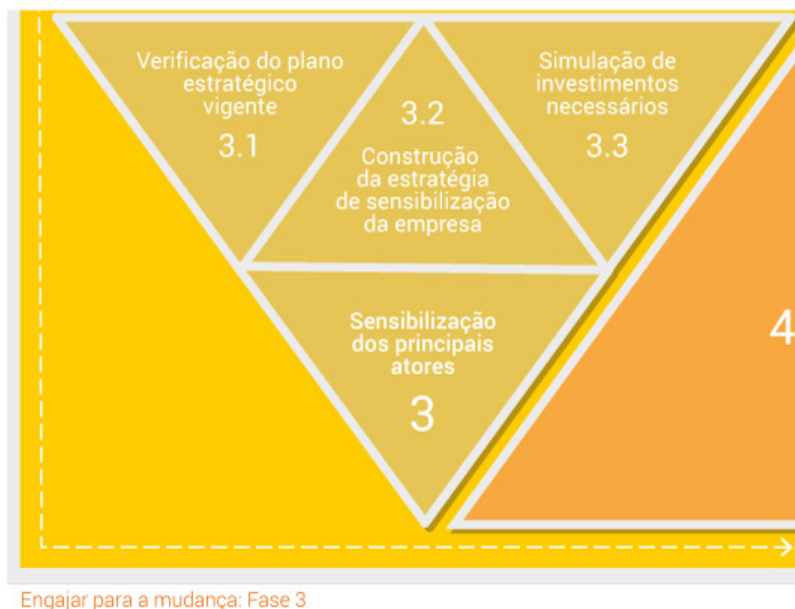 Verificação do plano
estratégico
vigente
3.1
3.2
Construção
da estratégia
de sensibilização
da empresa
Simulação de
investimentos
necessários
3.3
Sensibilização
dos principais
atores
3
4
Engajar para a mudança: Fase 3